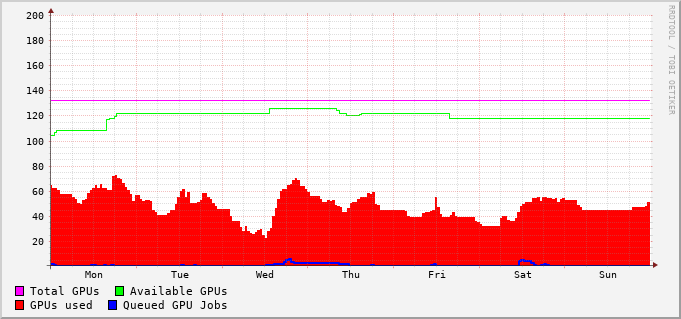 200
180
160
140
120
100
80
60
40
20
Mon Tue Wed Thu Fri Sat Sun
Total GPUs Available GPUs
GPUs used Queued GPU Jobs
RRDTOOL / TOBI OETIKER